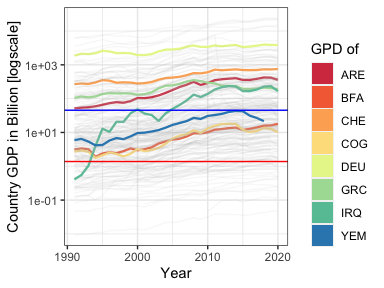 Country GDP in Billion [logscale]
1e+03
1e+01
1e-01
1990
2000
2010
2020
Year
GPD of
ARE
BFA
CHE
COG
DEU
GRC
IRQ
YEM